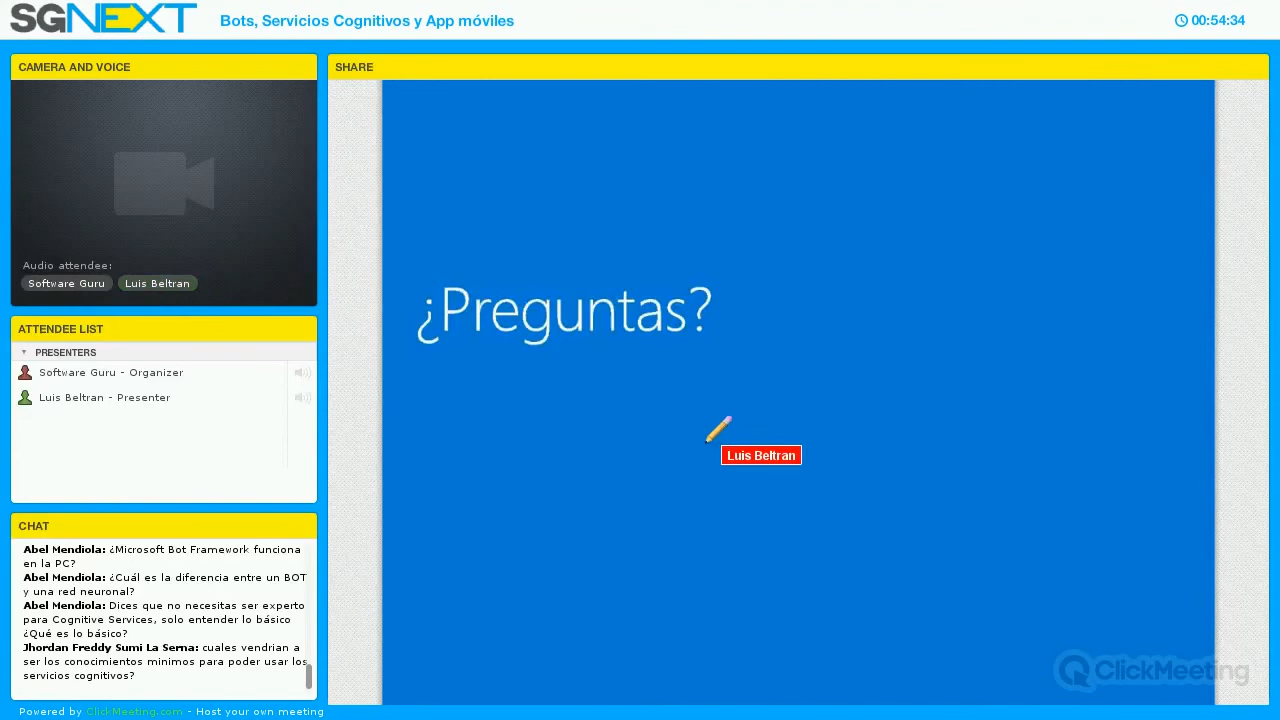 SGNEXT
Bots, Servicios Cognitivos y App móviles
00:54:34
CAMERA AND VOICE
Audio attendee:
Software Guru Luis Beltran
ATTENDEE LIST
PRESENTERS
Software Guru - Organizer
Luis Beltran - Presenter
CHAT
Abel Mendiola: ¿Microsoft Bot Framework funciona
en la PC?
Abel Mendiola: ¿Cuál es la diferencia entre un BOT
y una red neuronal?
Abel Mendiola: Dices que no necesitas ser experto
para Cognitive Services, solo entender lo básico
¿Qué es lo básico?
Jhordan Freddy Sumi La Serna: cuales vendrian a
ser los conocimientos minimos para poder usar los
servicios cognitivos?
Powered by ClickMeeting.com - Host your own meeting
SHARE
¿Preguntas?
Luis Beltran
ClickMeeting